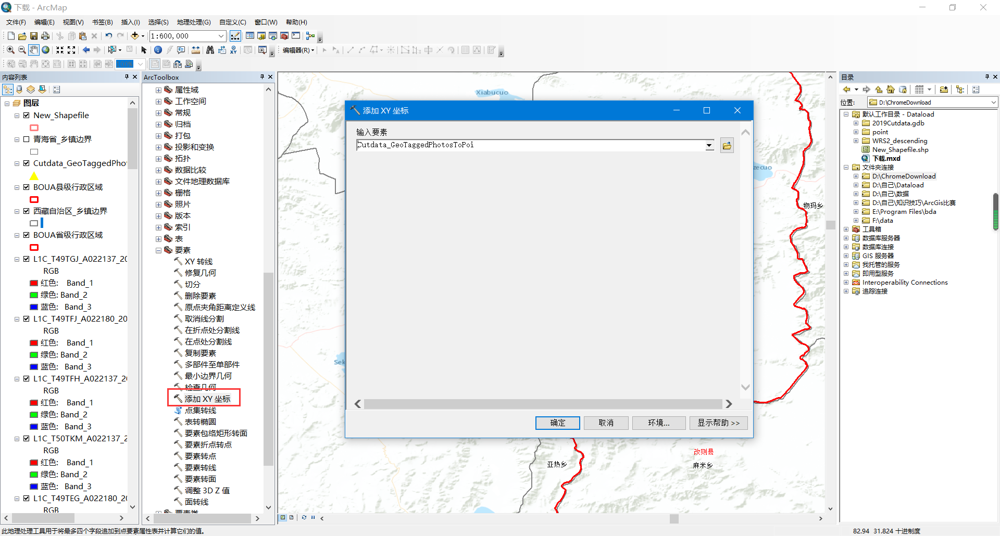 下载 - ArcMap
文件(F) 编辑(E) 视图(V) 书签(B) 插入(I) 选择(S) 地理处理(G) 自定义(C) 窗口(W) 帮助(H)
1:600,000
编辑器(R)
100%
内容列表
图层
New_Shapefile
青海省_乡镇边界
Cutdata_GeoTaggedPho
BOUA县级行政区域
西藏自治区_乡镇边界
BOUA省级行政区域
L1C_T49TGJ_A022137_20
RGB
红色: Band_1
绿色: Band_2
蓝色: Band_3
L1C_T49TFJ_A022180_20
RGB
红色: Band_1
绿色: Band_2
蓝色: Band_3
L1C_T49TFH_A022137_20
RGB
红色: Band_1
绿色: Band_2
蓝色: Band_3
L1C_T50TKM_A022137_2
RGB
红色: Band_1
绿色: Band_2
蓝色: Band_3
L1C_T49TEG_A022180_20
RGB
ArcToolbox
属性域
工作空间
常规
归档
打包
投影和变换
拓扑
数据比较
文件地理数据库
栅格
照片
版本
索引
表
要素
XY 转线
修复几何
切分
删除要素
原点夹角距离定义线
取消线分割
在折点处分割线
在点处分割线
复制要素
多部件至单部件
最小边界几何
检查几何
添加 XY 坐标
点集转线
表转椭圆
要素包络矩形转面
要素折点转点
要素转点
要素转线
要素转面
调整 3D Z 值
面转线
要素类
Xiabucuo
zecuo
物玛乡
Sek
改则县
亚热乡
麻米乡
添加 XY 坐标
输入要素
Cutdata_GeoTaggedPhotosToPoi
确定
取消
环境...
显示帮助 >>
目录
位置: D:\ChromeDownload
默认工作目录 - Dataload
2019Cutdata.gdb
point
WRS2_descending
New_Shapefile.shp
下载.mxd
文件夹连接
D:\ChromeDownload
D:\自己\Dataload
D:\自己\数据
D:\自己\知识技巧\ArcGis比赛
E:\Program Files\bda
F:\data
工具箱
数据库服务器
数据库连接
GIS 服务器
我托管的服务
即用型服务
Interoperability Connections
追踪连接
此地理处理工具用于将最多四个字段追加到点要素属性表并计算它们的值。
82.94 31.824 十进制度